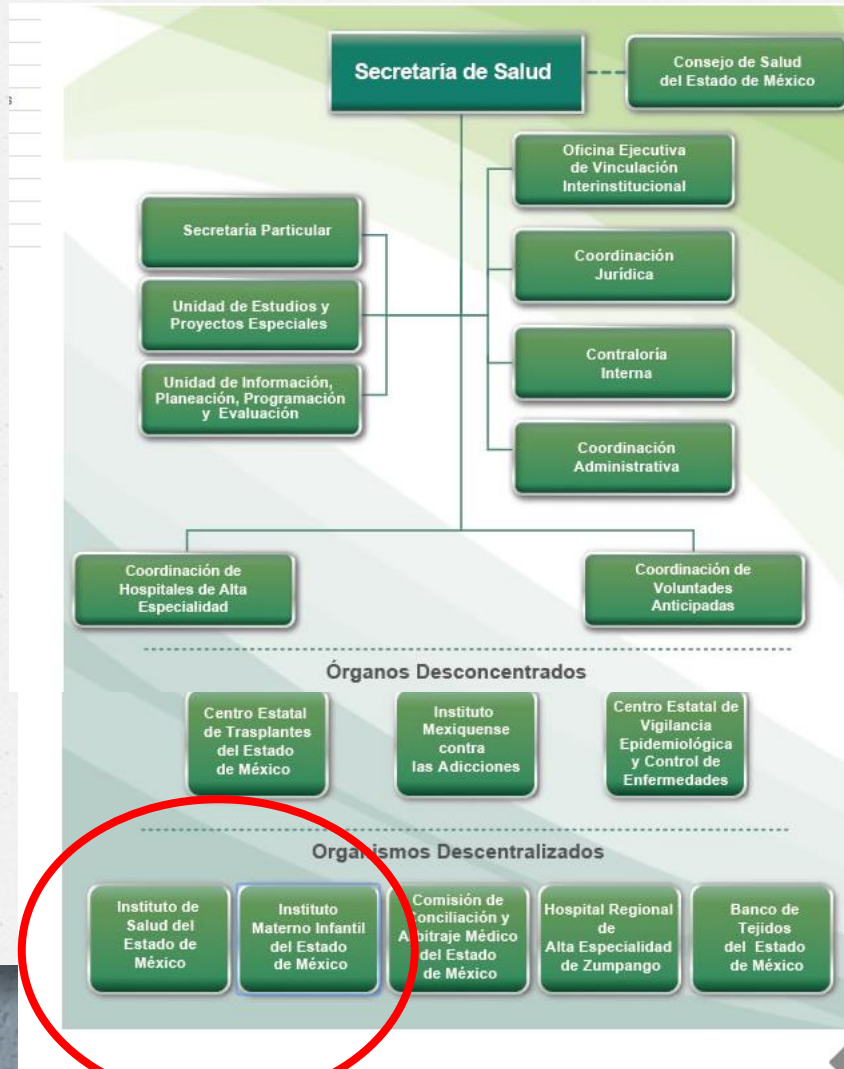 Secretaría de Salud
Consejo de Salud
del Estado de México
s
Oficina Ejecutiva
de Vinculación
Interinstitucional
Secretaría Particular
Coordinación
Jurídica
Unidad de Estudios y
Proyectos Especiales
Contraloría
Interna
Unidad de Información,
Planeación, Programación
y Evaluación
Coordinación
Administrativa
Coordinación de
Hospitales de Alta
Especialidad
Coordinación de
Voluntades
Anticipadas
Órganos Desconcentrados
Centro Estatal
de Trasplantes
del Estado
de México
Instituto
Mexiquense
contra
las Adicciones
Centro Estatal de
Vigilancia
Epidemiológica
y Control de
Enfermedades
Organismos Descentralizados
Instituto de
Salud del
Estado de
México
Instituto
Materno Infantil
del Estado
de México
Comisión de
Conciliación y
Arbitraje Médico
del Estado
de México
Hospital Regional
de
Alta Especialidad
de Zumpango
Banco de
Tejidos
del Estado
de México